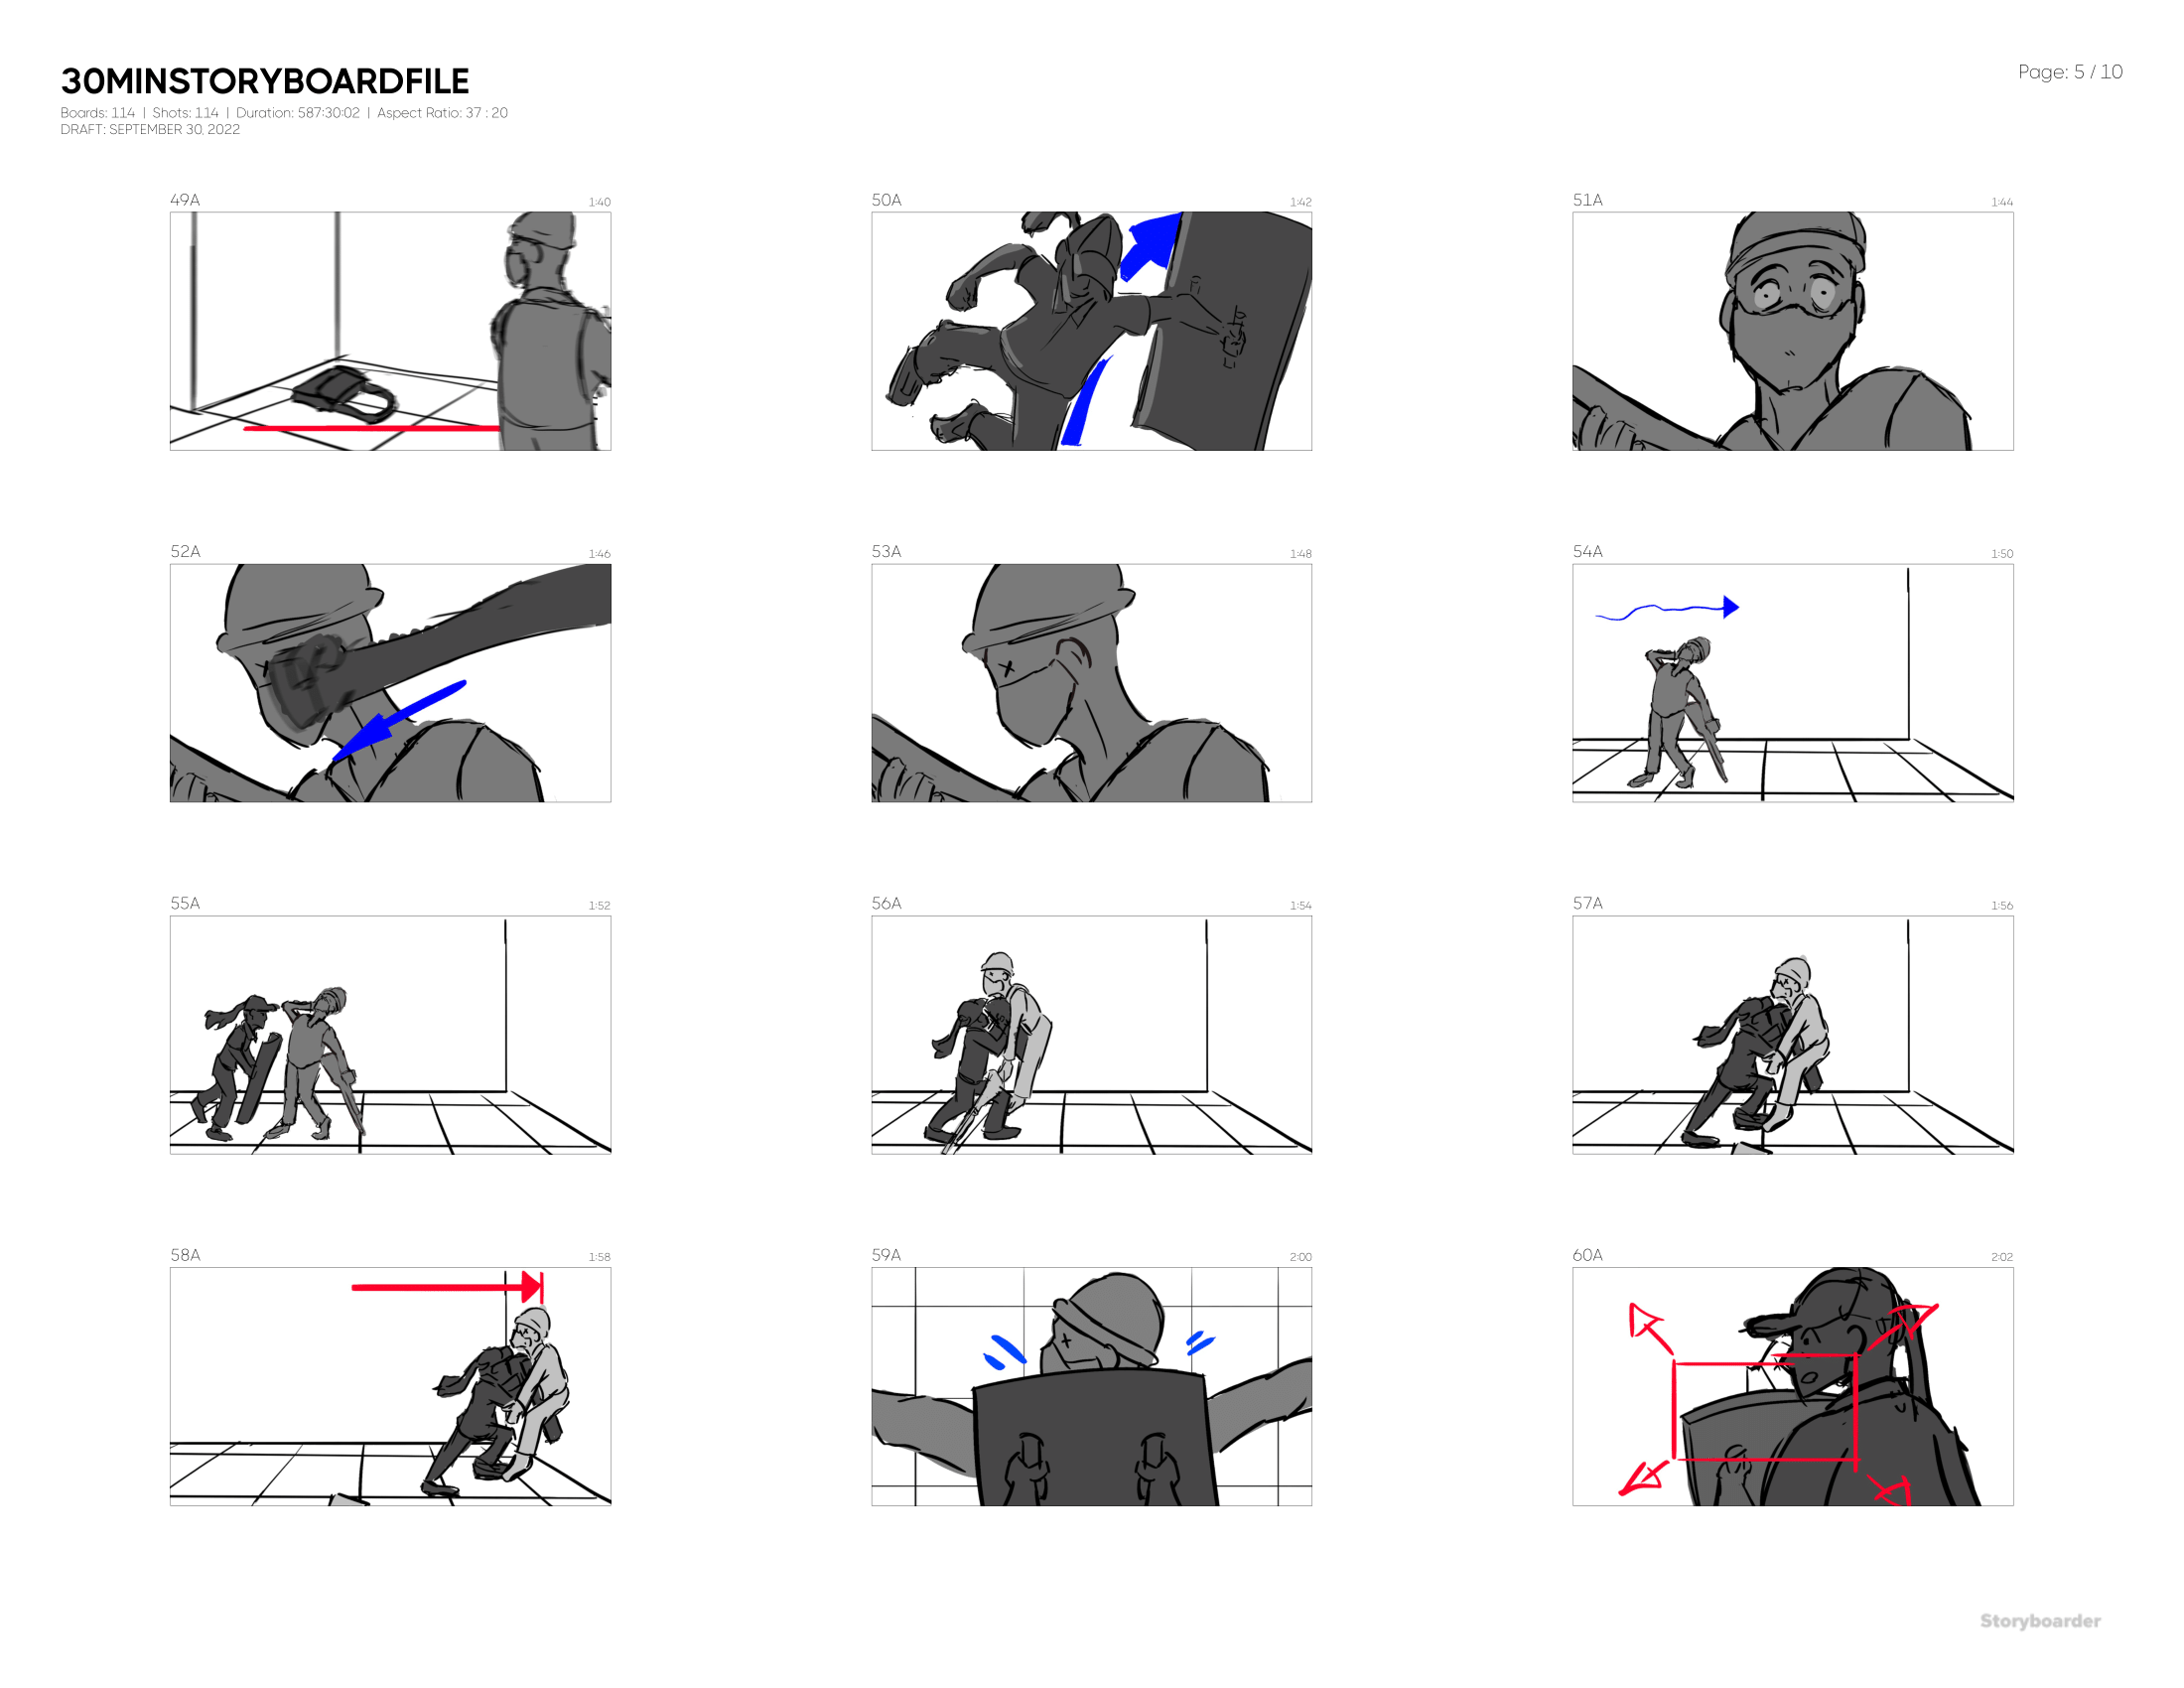 30MINSTORYBOARDFILE
Page: 5 / 10
Boards: 114 | Shots: 114 | Duration: 587:30:02 | Aspect Ratio: 37 : 20
DRAFT: SEPTEMBER 30, 2022
49A 1:40
50A 1:42
51A 1:44
52A 1:46
53A 1:48
54A 1:50
55A 1:52
56A 1:54
57A 1:56
58A 1:58
59A 2:00
60A 2:02
Storyboarder